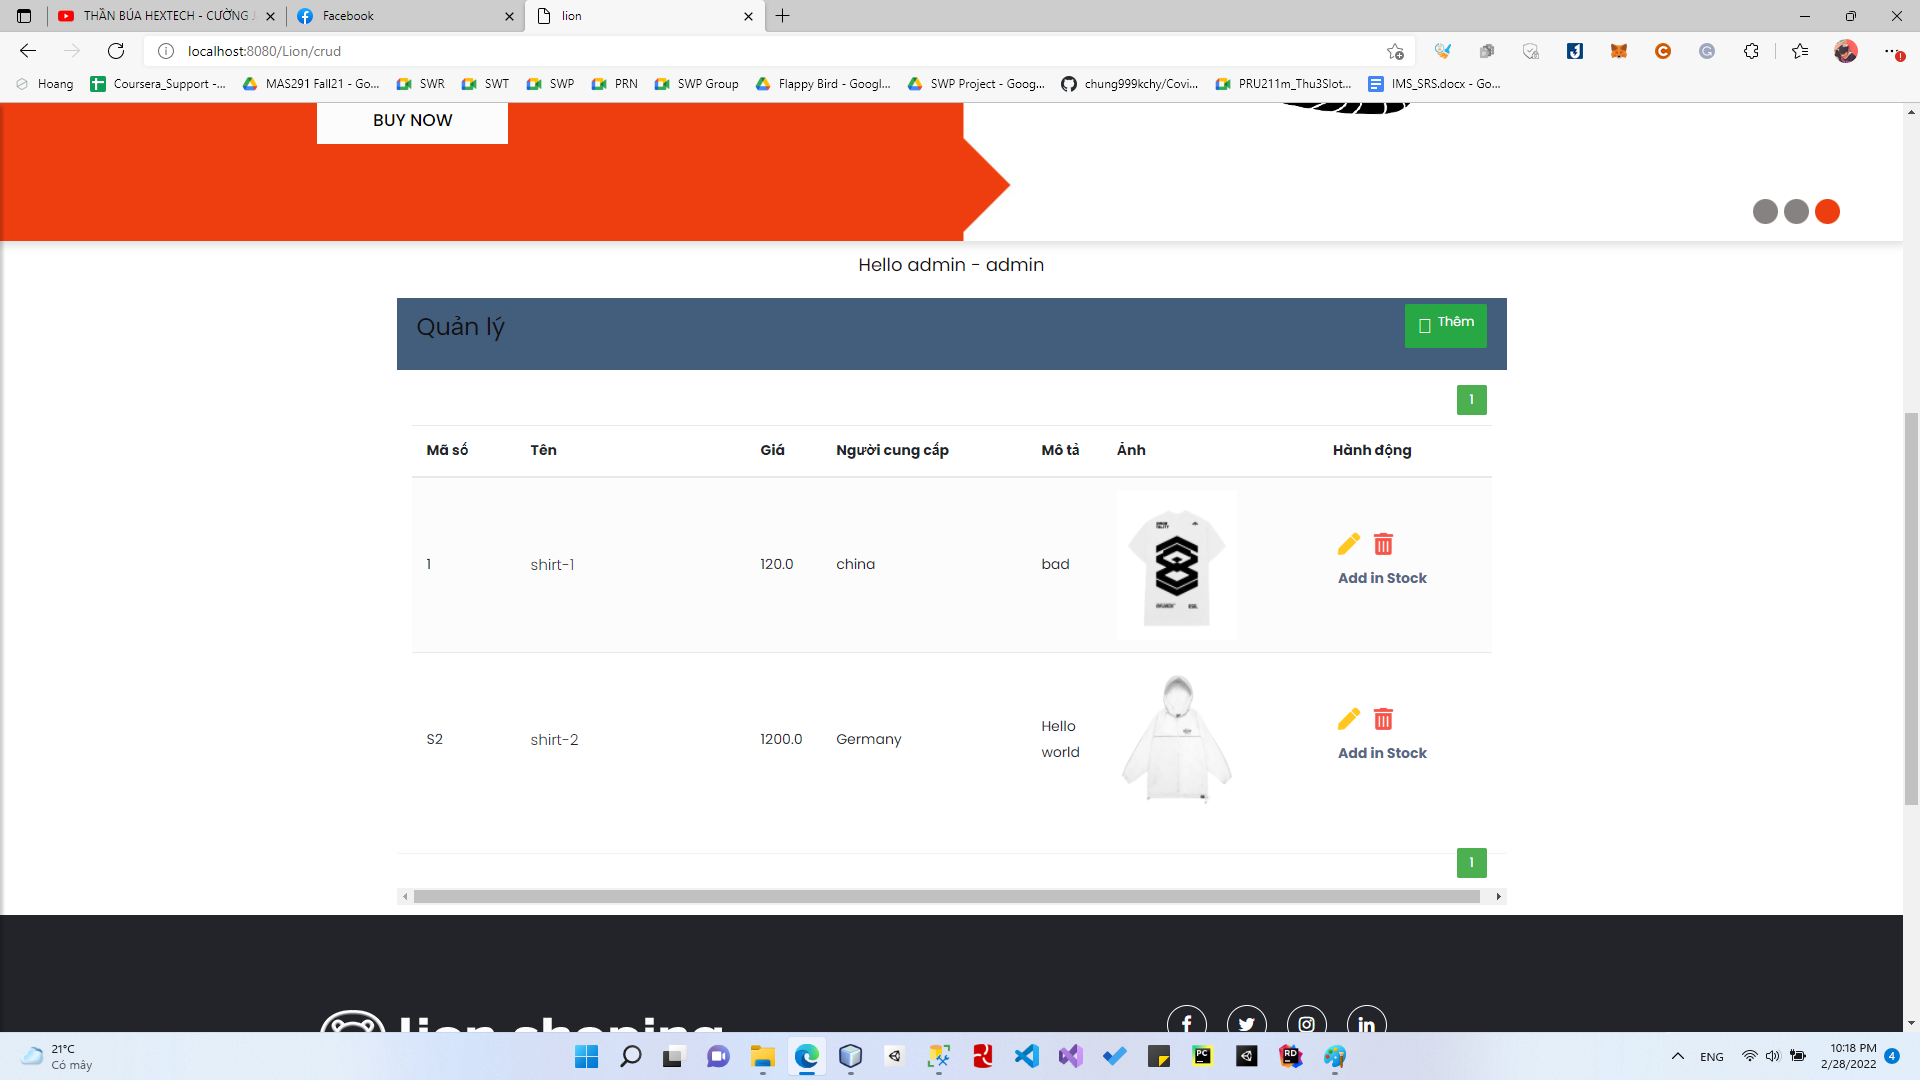 THẦN BÚA HEXTECH - CƯỜNG
Facebook
lion
localhost:8080/Lion/crud
Hoang
Coursera_Support -...
MAS291 Fall21 - Go...
SWR
SWT
SWP
PRN
SWP Group
Flappy Bird - Googl...
SWP Project - Goog...
chung999kchy/Covi...
PRU211m_Thu3Slot...
IMS_SRS.docx - Go...
BUY NOW
Hello admin - admin
Quản lý
Thêm
1
Mã số Tên Giá Người cung cấp Mô tả Ảnh Hành động
1 shirt-1 120.0 china bad
Add in Stock
S2 shirt-2 1200.0 Germany Hello world
Add in Stock
1
lion shoping
21°C
Có mây
ENG
10:18 PM
2/28/2022
4